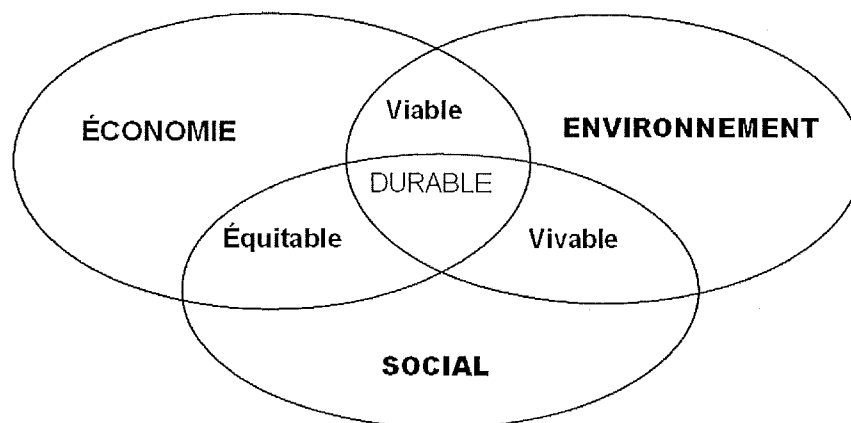 Viable
ÉCONOMIE
ENVIRONNEMENT
DURABLE
Équitable
Vivable
SOCIAL